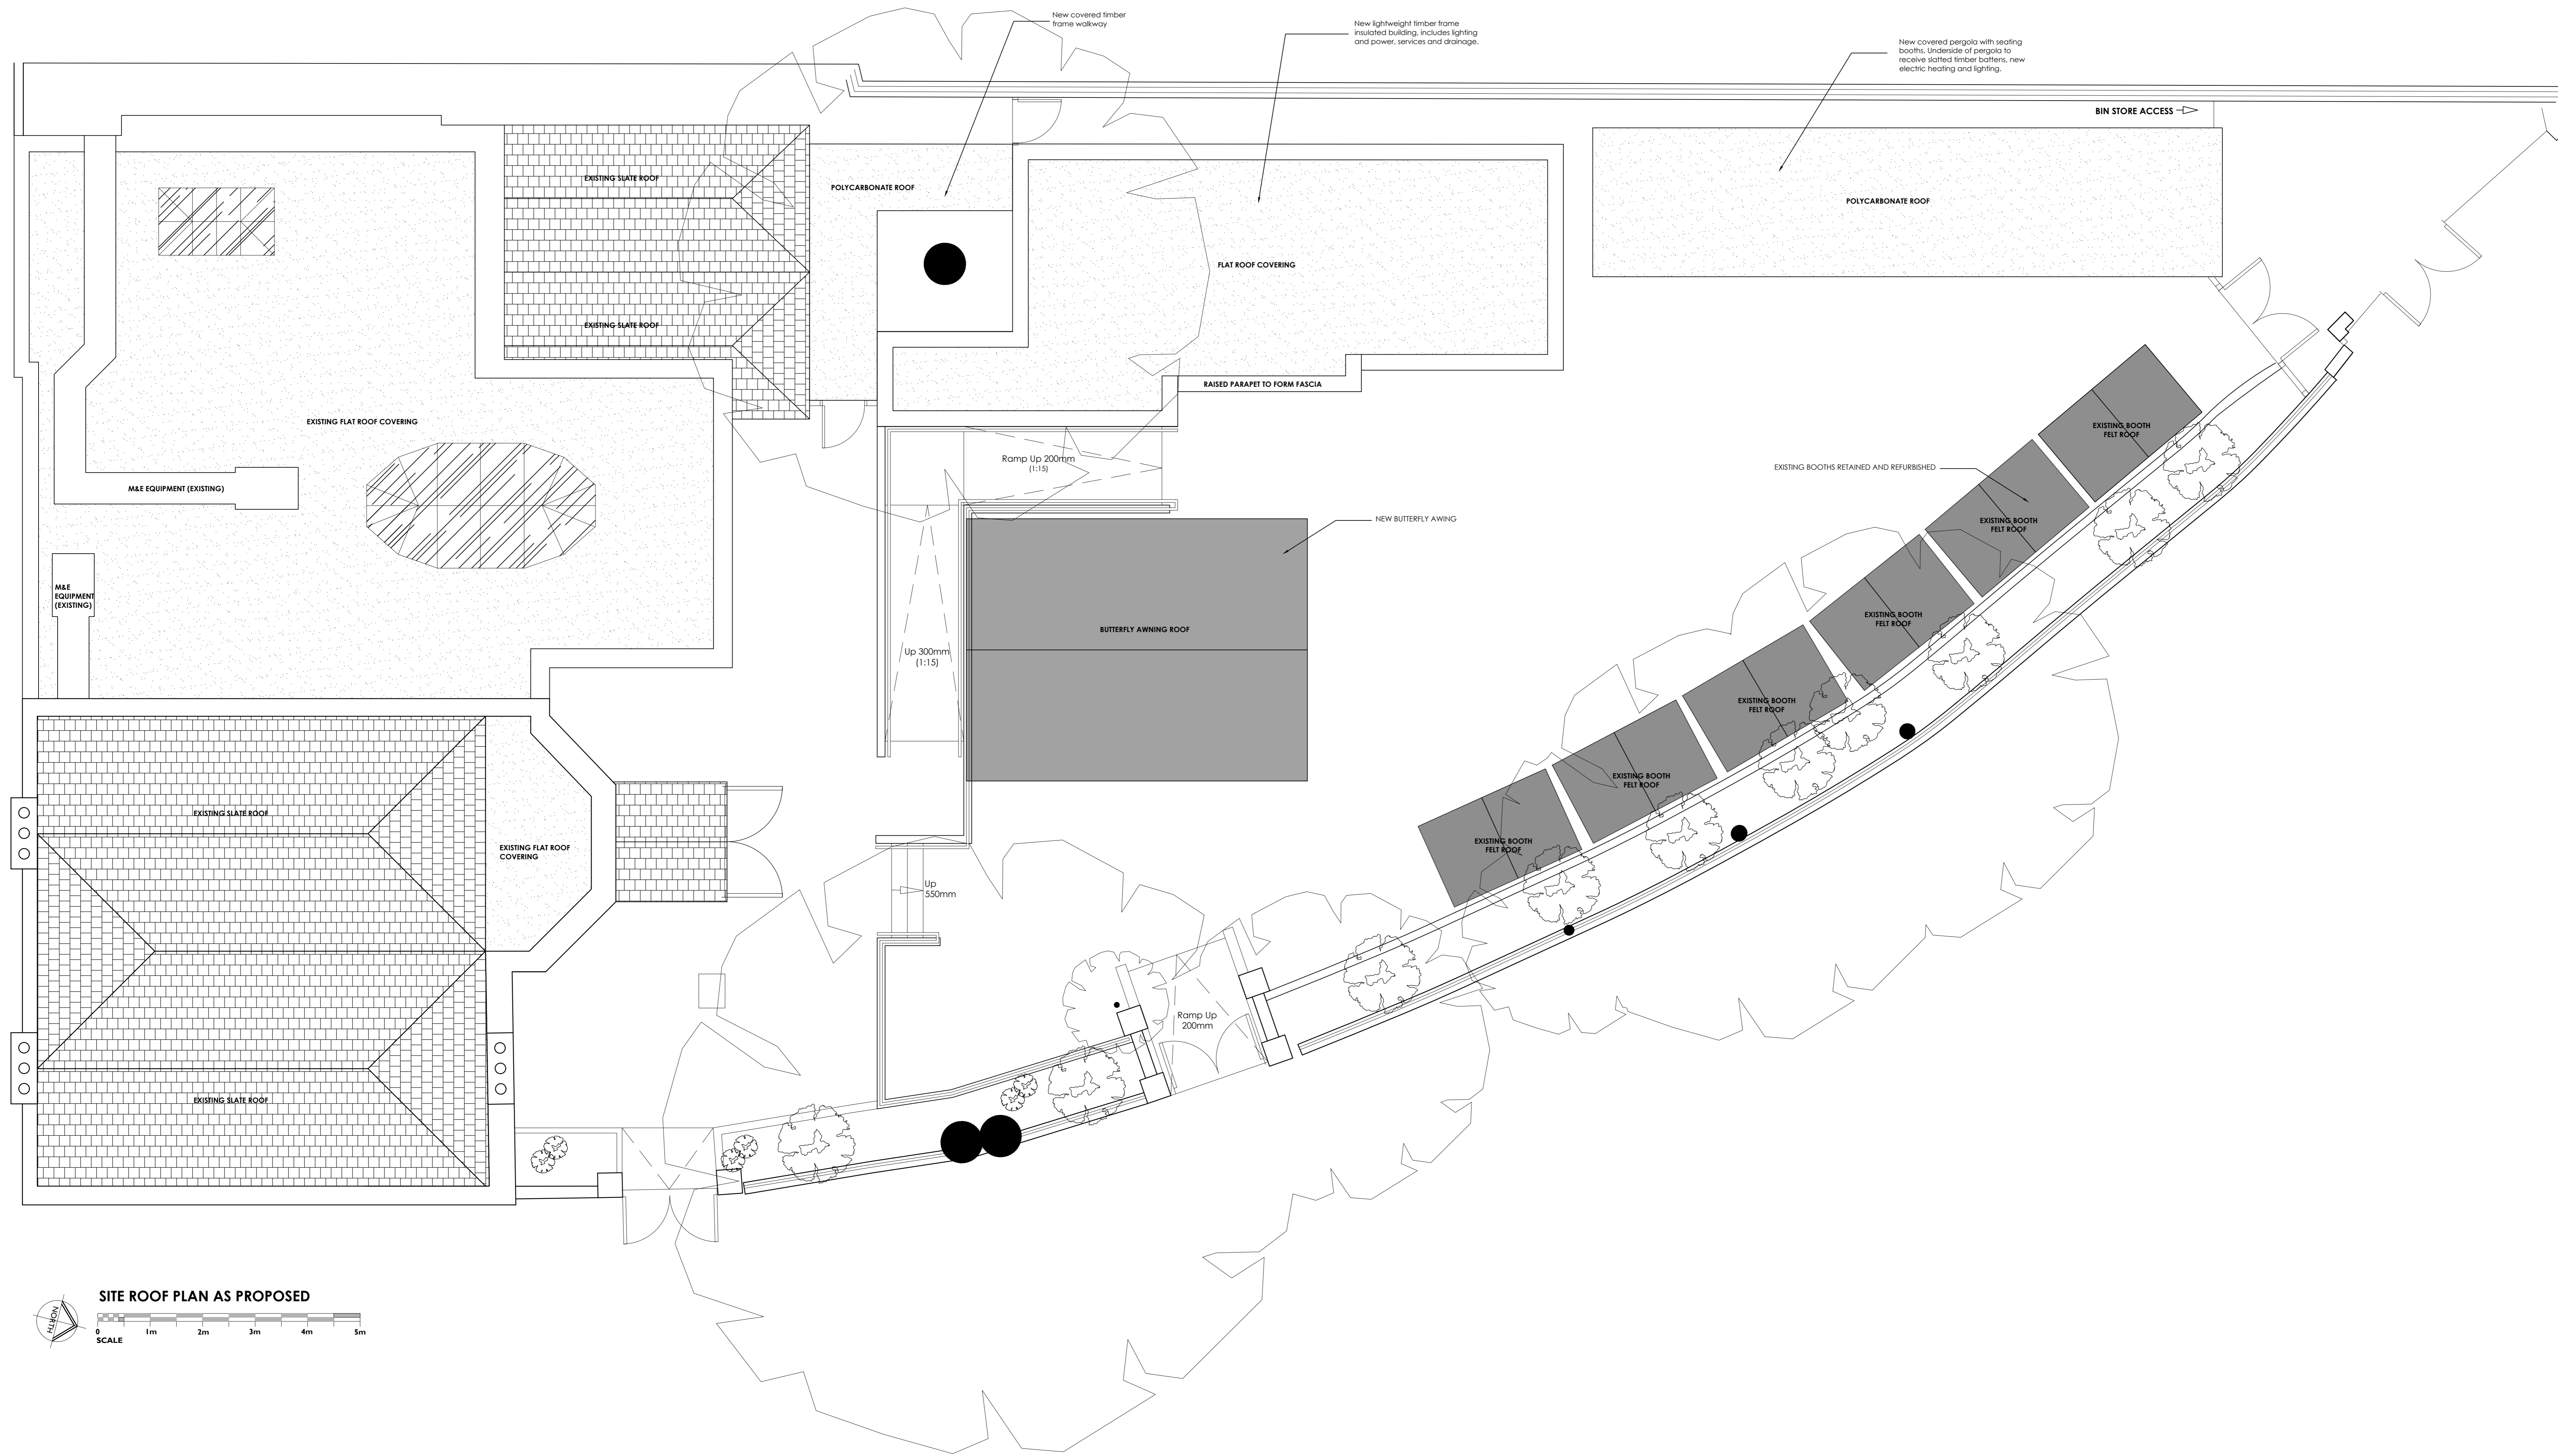 New covered timber
frame walkway
New lightweight timber frame
insulated building, includes lighting
and power, services and drainage.
New covered pergola with seating
booths. Underside of pergola to
receive slatted timber battens, new
electric heating and lighting.
BIN STORE ACCESS
EXISTING SLATE ROOF
POLYCARBONATE ROOF
POLYCARBONATE ROOF
FLAT ROOF COVERING
EXISTING SLATE ROOF
RAISED PARAPET TO FORM FASCIA
EXISTING FLAT ROOF COVERING
EXISTING BOOTH
FELT ROOF
Ramp Up 200mm
(1:15)
EXISTING BOOTHS RETAINED AND REFURBISHED
M&E EQUIPMENT (EXISTING)
NEW BUTTERFLY AWING
EXISTING BOOTH
FELT ROOF
M&E
EQUIPMENT
(EXISTING)
EXISTING BOOTH
FELT ROOF
BUTTERFLY AWNING ROOF
Up 300mm
(1:15)
EXISTING BOOTH
FELT ROOF
EXISTING BOOTH
FELT ROOF
EXISTING SLATE ROOF
EXISTING FLAT ROOF
COVERING
EXISTING BOOTH
FELT ROOF
Up
550mm
Ramp Up
200mm
EXISTING SLATE ROOF
SITE ROOF PLAN AS PROPOSED
NORTH
0 1m 2m 3m 4m 5m
SCALE